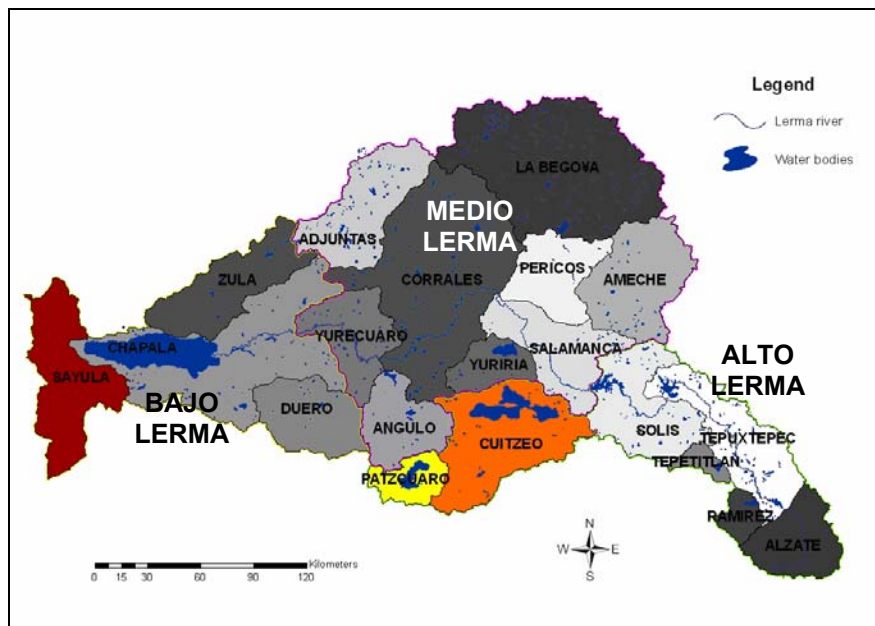 Legend
Lerma river
Water bodies
LA BEGOÑA
MEDIO
LERMA
ADJUNTAS
ZULA
CORRALES
PERICOS
AMECHE
CHAPALA
YURECUARO
SALAMANCA
SAYULA
YURIRIA
ALTO
LERMA
BAJO
LERMA
DUERO
ANGULO
CUITZEO
SOLIS
TEPUXTEPEC
TEPETITLAN
PATZCUARO
RAMIREZ
ALZATE
N
W E
S
Kilometers
0 15 30 60 90 120